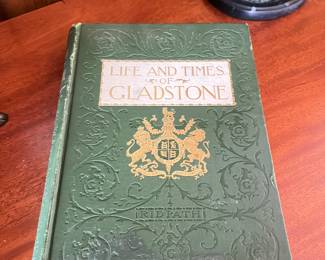 LIFE AND TIMES
OF
GLADSTONE
RIDPATH